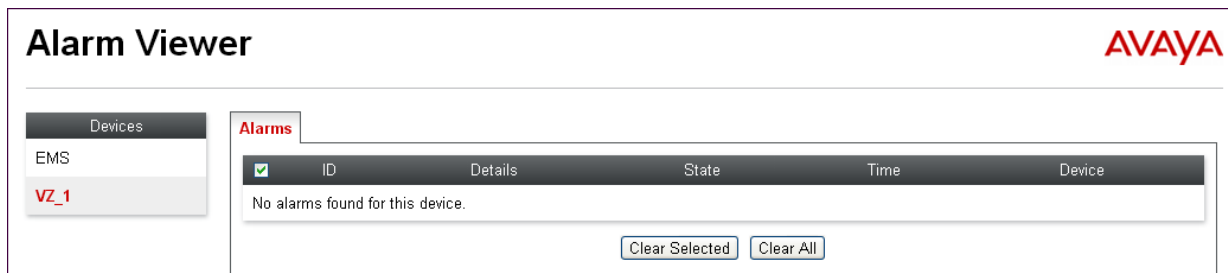 Alarm Viewer
AVAYA
Devices
EMS
VZ_1
Alarms
ID Details State Time Device
No alarms found for this device.
Clear Selected Clear All